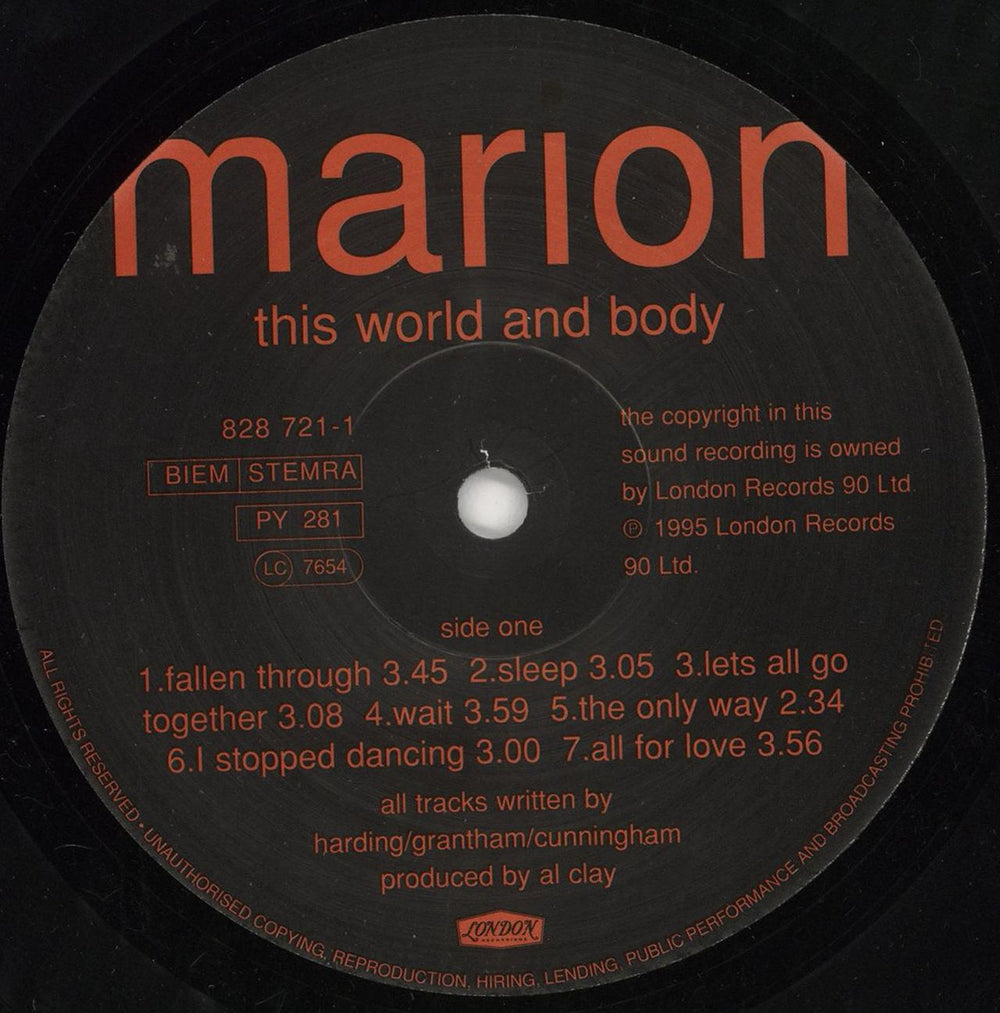 marıon
this world and body
828 721-1
BIEM STEMRA
PY 281
LC 7654
the copyright in this
sound recording is owned
by London Records 90 Ltd
℗ 1995 London Records
90 Ltd.
side one
1.fallen through 3.45 2.sleep 3.05 3.lets all go
together 3.08 4.wait 3.59 5.the only way 2.34
6.I stopped dancing 3.00 7.all for love 3.56
all tracks written by
harding/grantham/cunningham
produced by al clay
LONDON
RECORDINGS
ALL RIGHTS RESERVED • UNAUTHORISED COPYING, REPRODUCTION, HIRING, LENDING, PUBLIC PERFORMANCE AND BROADCASTING PROHIBITED